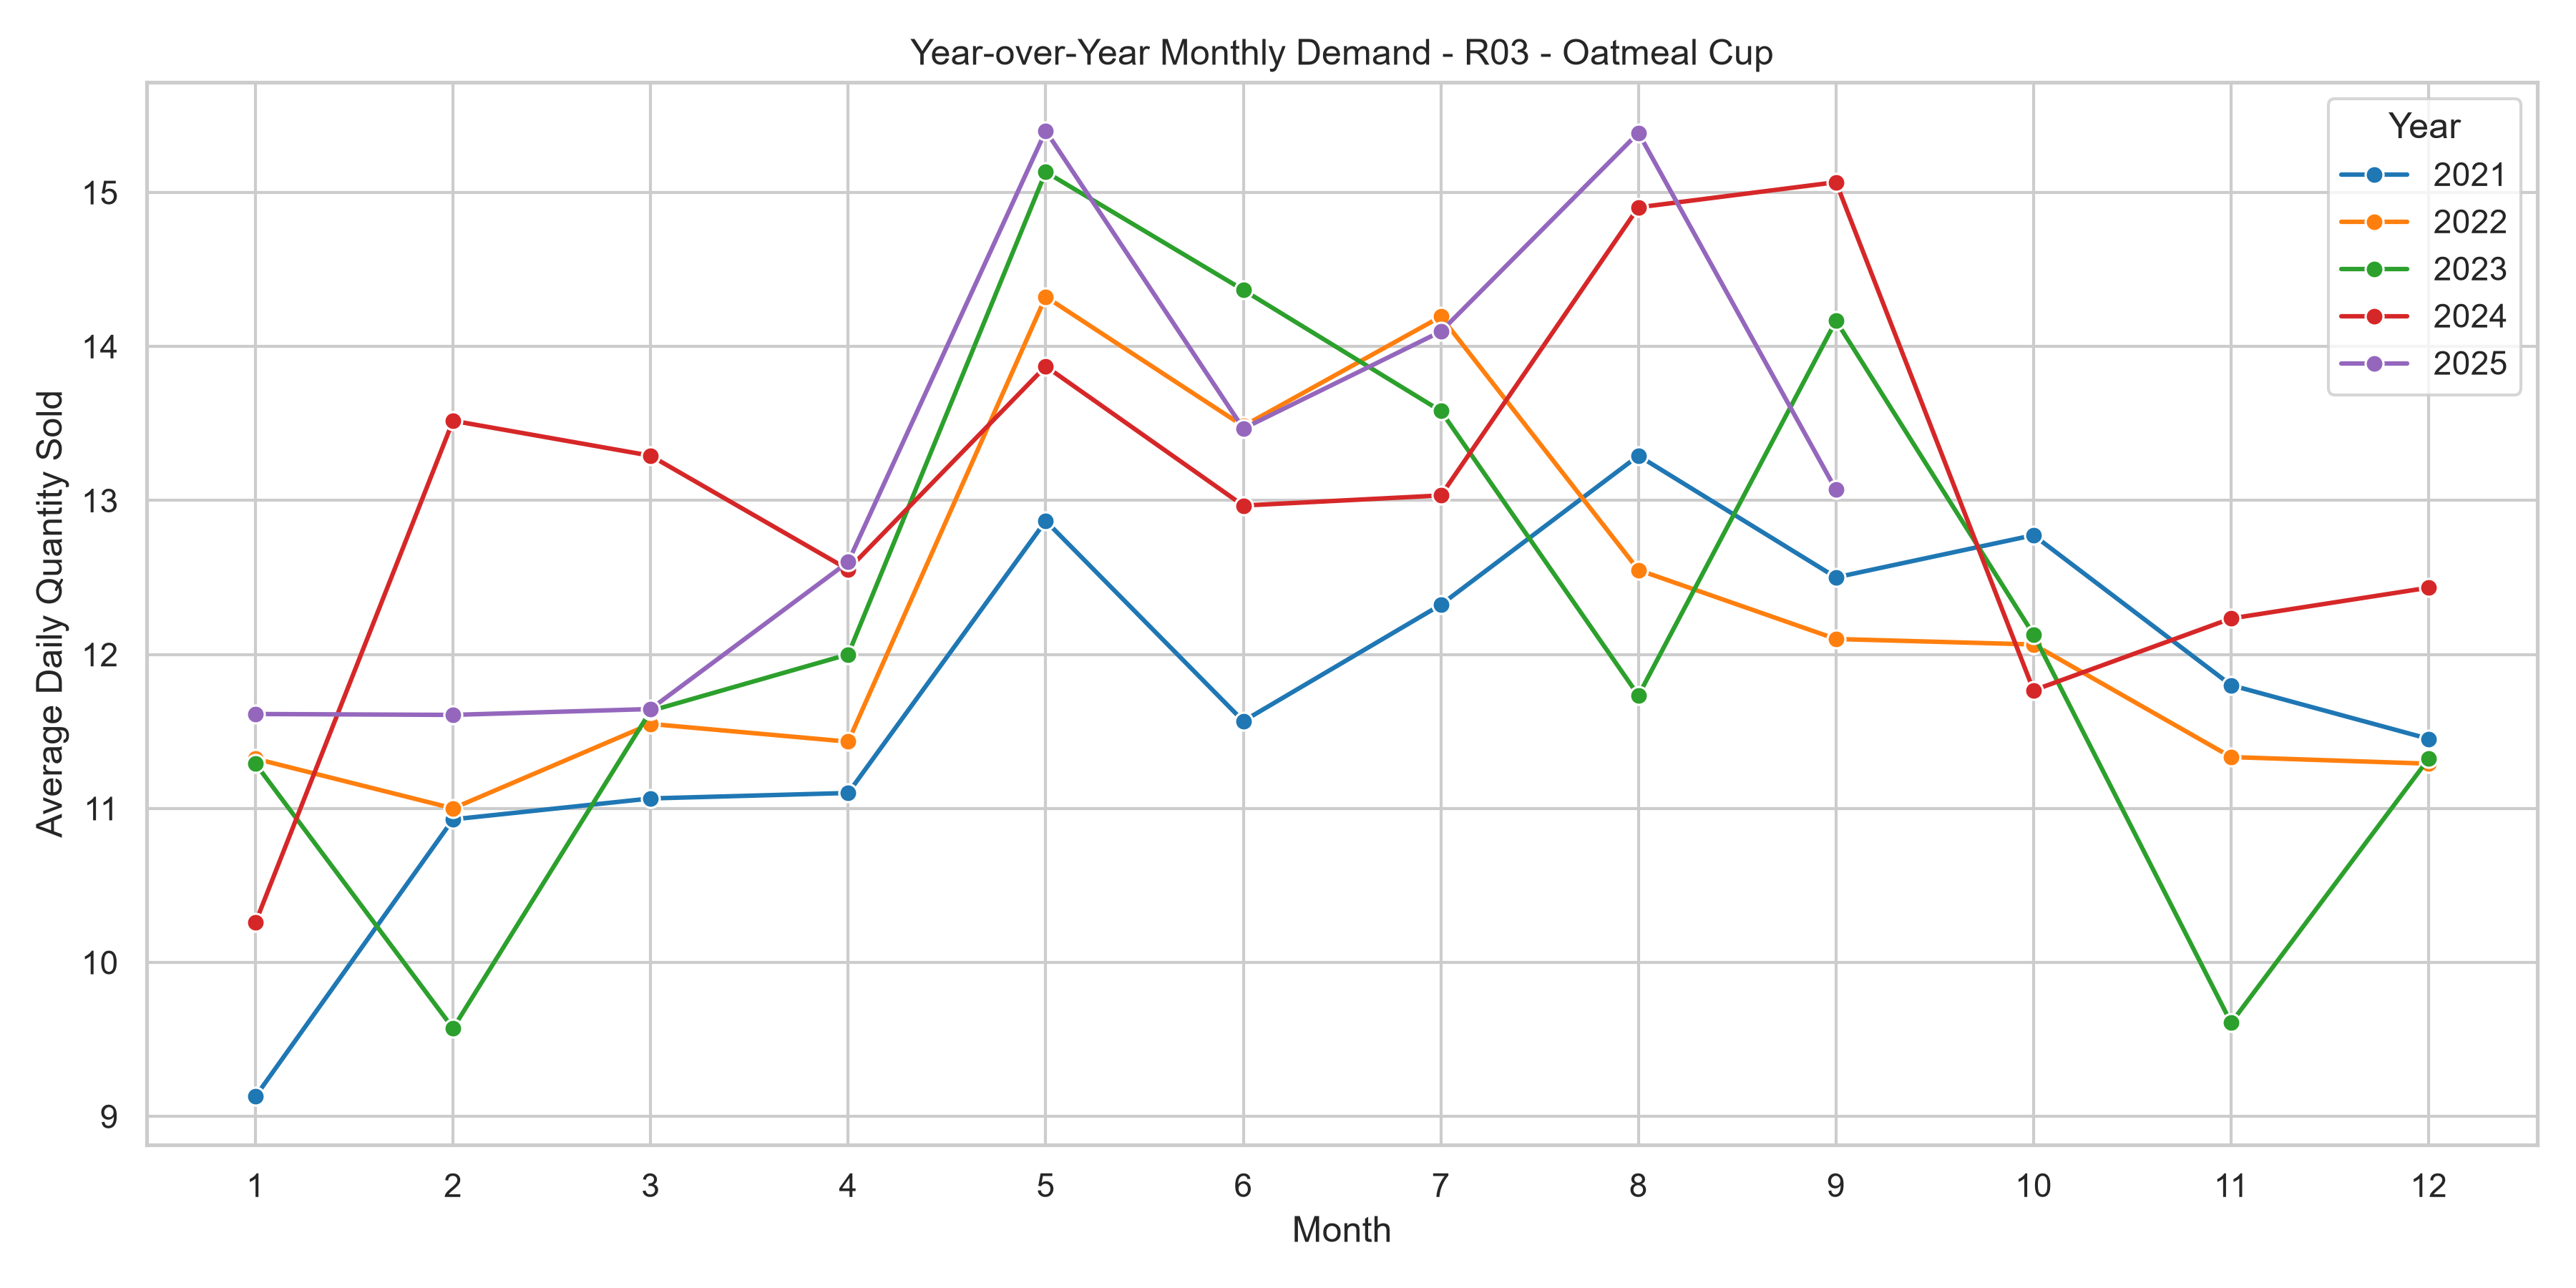 Year-over-Year Monthly Demand - R03 - Oatmeal Cup
Year
2021
2022
2023
2024
2025
Average Daily Quantity Sold
15
14
13
12
11
10
9
1 2 3 4 5 6 7 8 9 10 11 12
Month